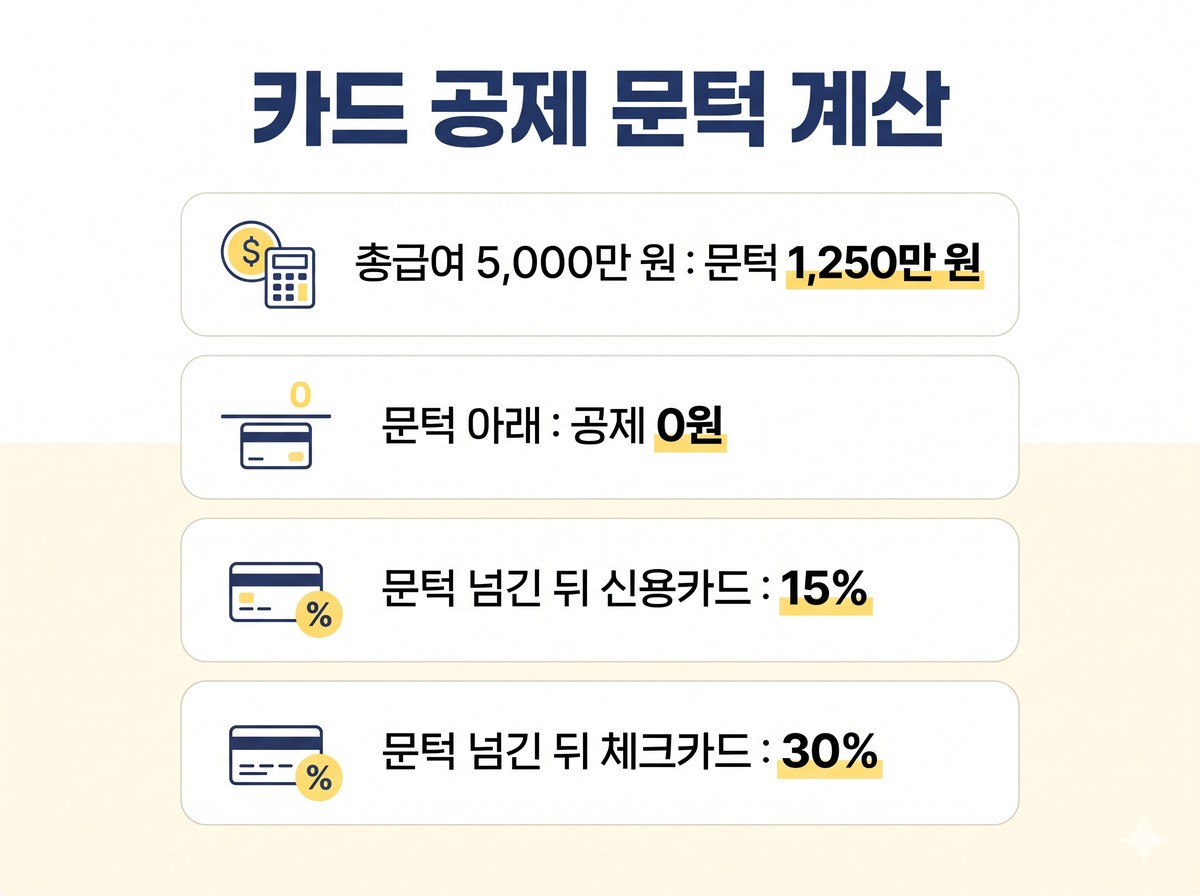 카드 공제 문턱 계산
$
총급여 5,000만 원 : 문턱 1,250만 원
0
문턱 아래 : 공제 0원
%
문턱 넘긴 뒤 신용카드 : 15%
%
문턱 넘긴 뒤 체크카드 : 30%